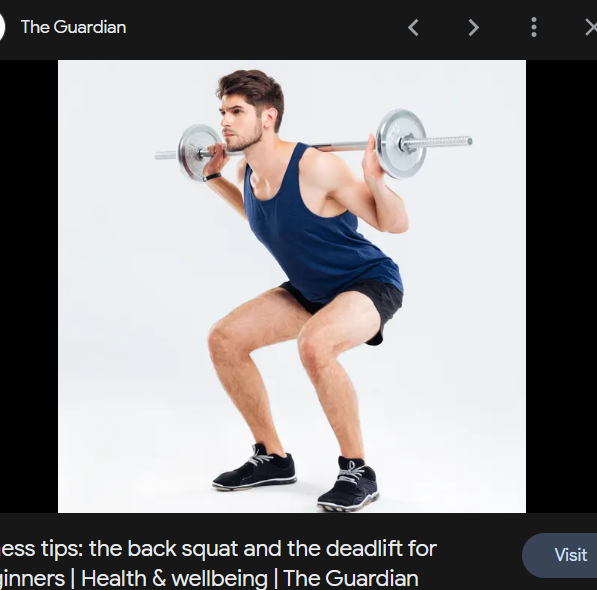 The Guardian
ess tips: the back squat and the deadlift for
ginners | Health & wellbeing | The Guardian
Visit